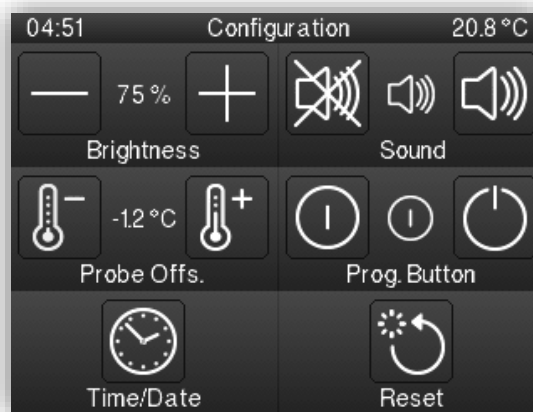 04:51 Configuration 20.8 °C
75 %
Brightness Sound
-1.2 °C
Probe Offs. Prog. Button
Time/Date Reset